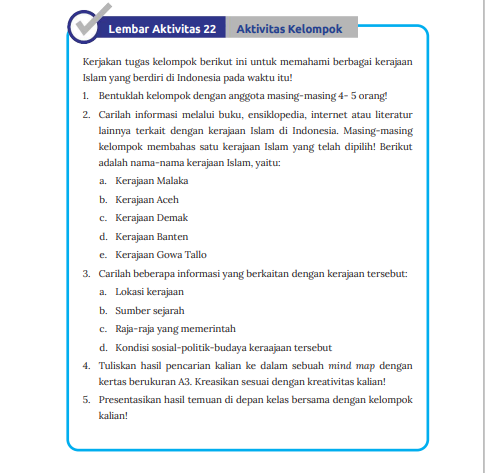 Lembar Aktivitas 22 Aktivitas Kelompok
Kerjakan tugas kelompok berikut ini untuk memahami berbagai kerajaan
Islam yang berdiri di Indonesia pada waktu itu!
1. Bentuklah kelompok dengan anggota masing-masing 4- 5 orang!
2. Carilah informasi melalui buku, ensiklopedia, internet atau literatur
lainnya terkait dengan kerajaan Islam di Indonesia. Masing-masing
kelompok membahas satu kerajaan Islam yang telah dipilih! Berikut
adalah nama-nama kerajaan Islam, yaitu:
a. Kerajaan Malaka
b. Kerajaan Aceh
c. Kerajaan Demak
d. Kerajaan Banten
e. Kerajaan Gowa Tallo
3. Carilah beberapa informasi yang berkaitan dengan kerajaan tersebut:
a. Lokasi kerajaan
b. Sumber sejarah
c. Raja-raja yang memerintah
d. Kondisi sosial-politik-budaya keraajaan tersebut
4. Tuliskan hasil pencarian kalian ke dalam sebuah mind map dengan
kertas berukuran A3. Kreasikan sesuai dengan kreativitas kalian!
5. Presentasikan hasil temuan di depan kelas bersama dengan kelompok
kalian!